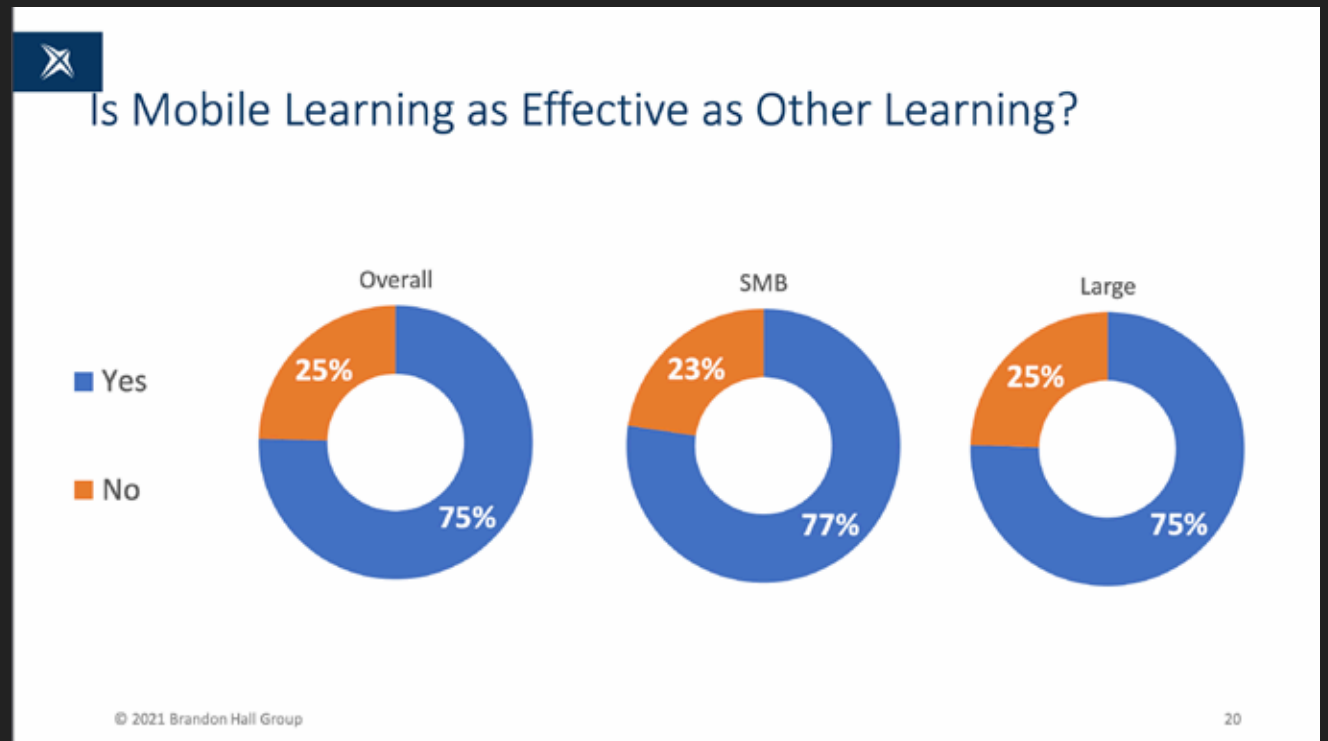 Is Mobile Learning as Effective as Other Learning?
Overall
SMB
Large
Yes
No
25%
75%
23%
77%
25%
75%
© 2021 Brandon Hall Group
20